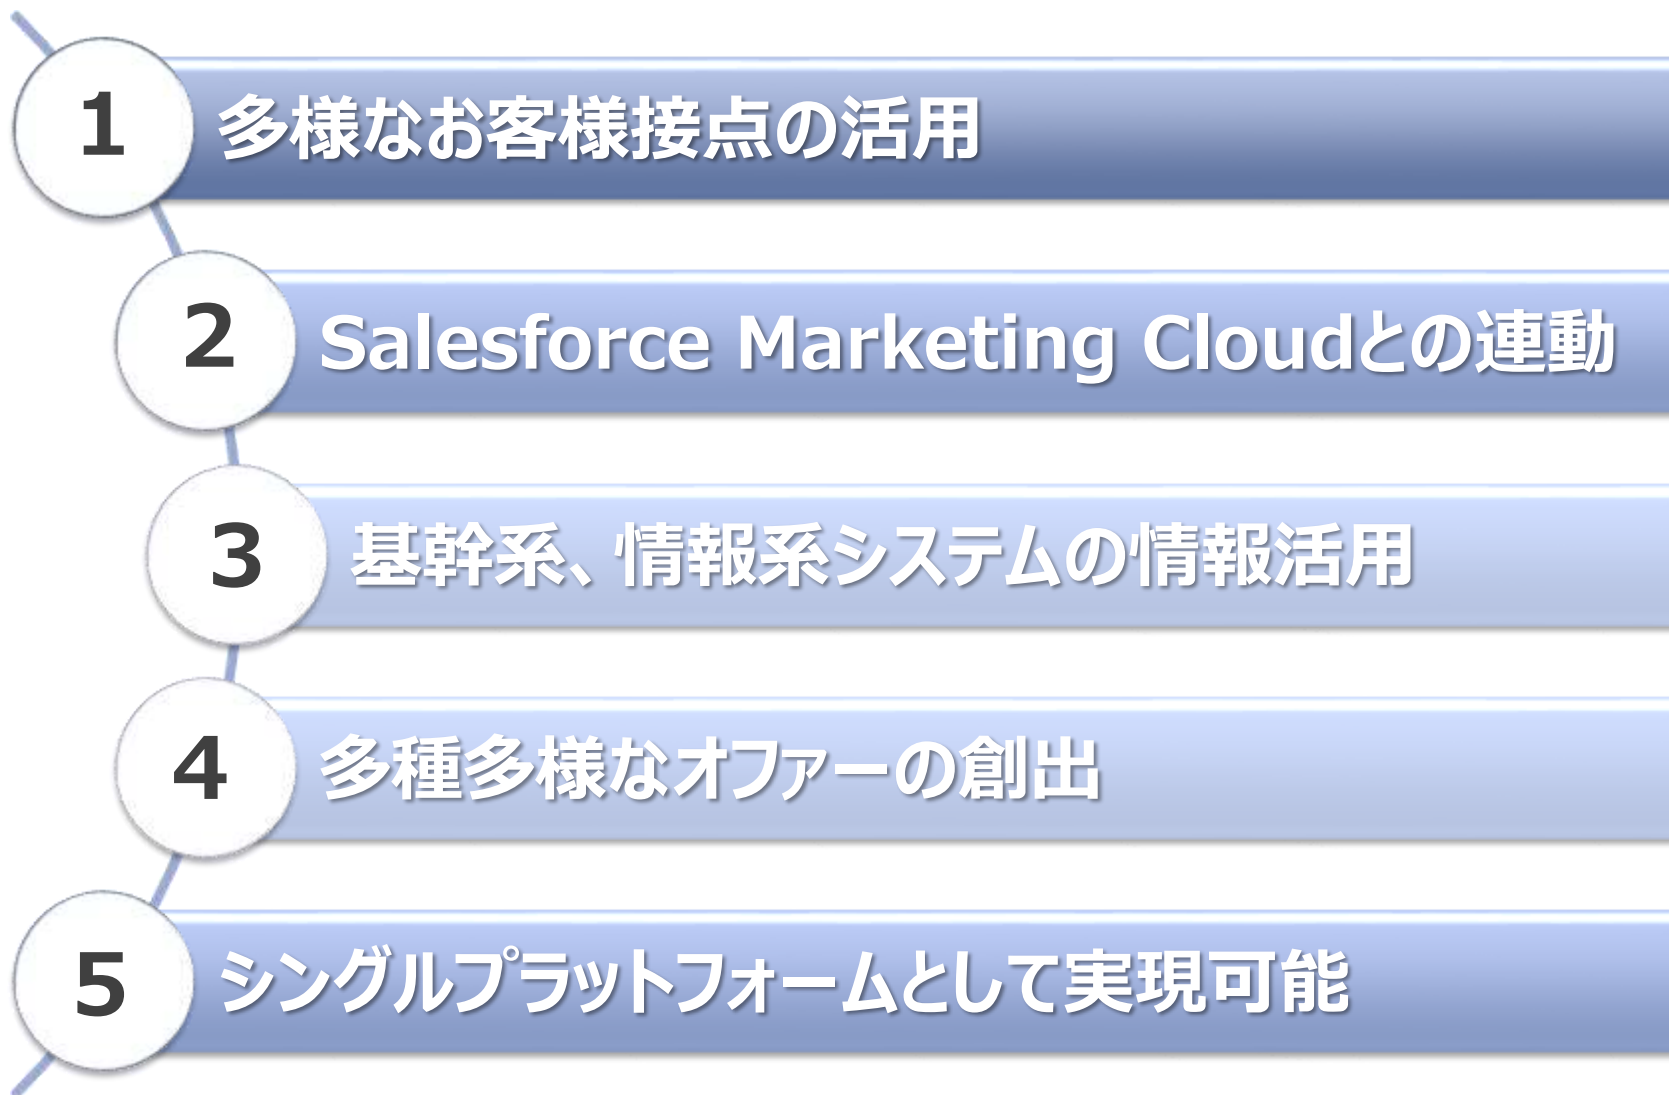 1 多様なお客様接点の活用
2 Salesforce Marketing Cloudとの連動
3 基幹系、情報系システムの情報活用
4 多種多様なオファーの創出
5 シングルプラットフォームとして実現可能